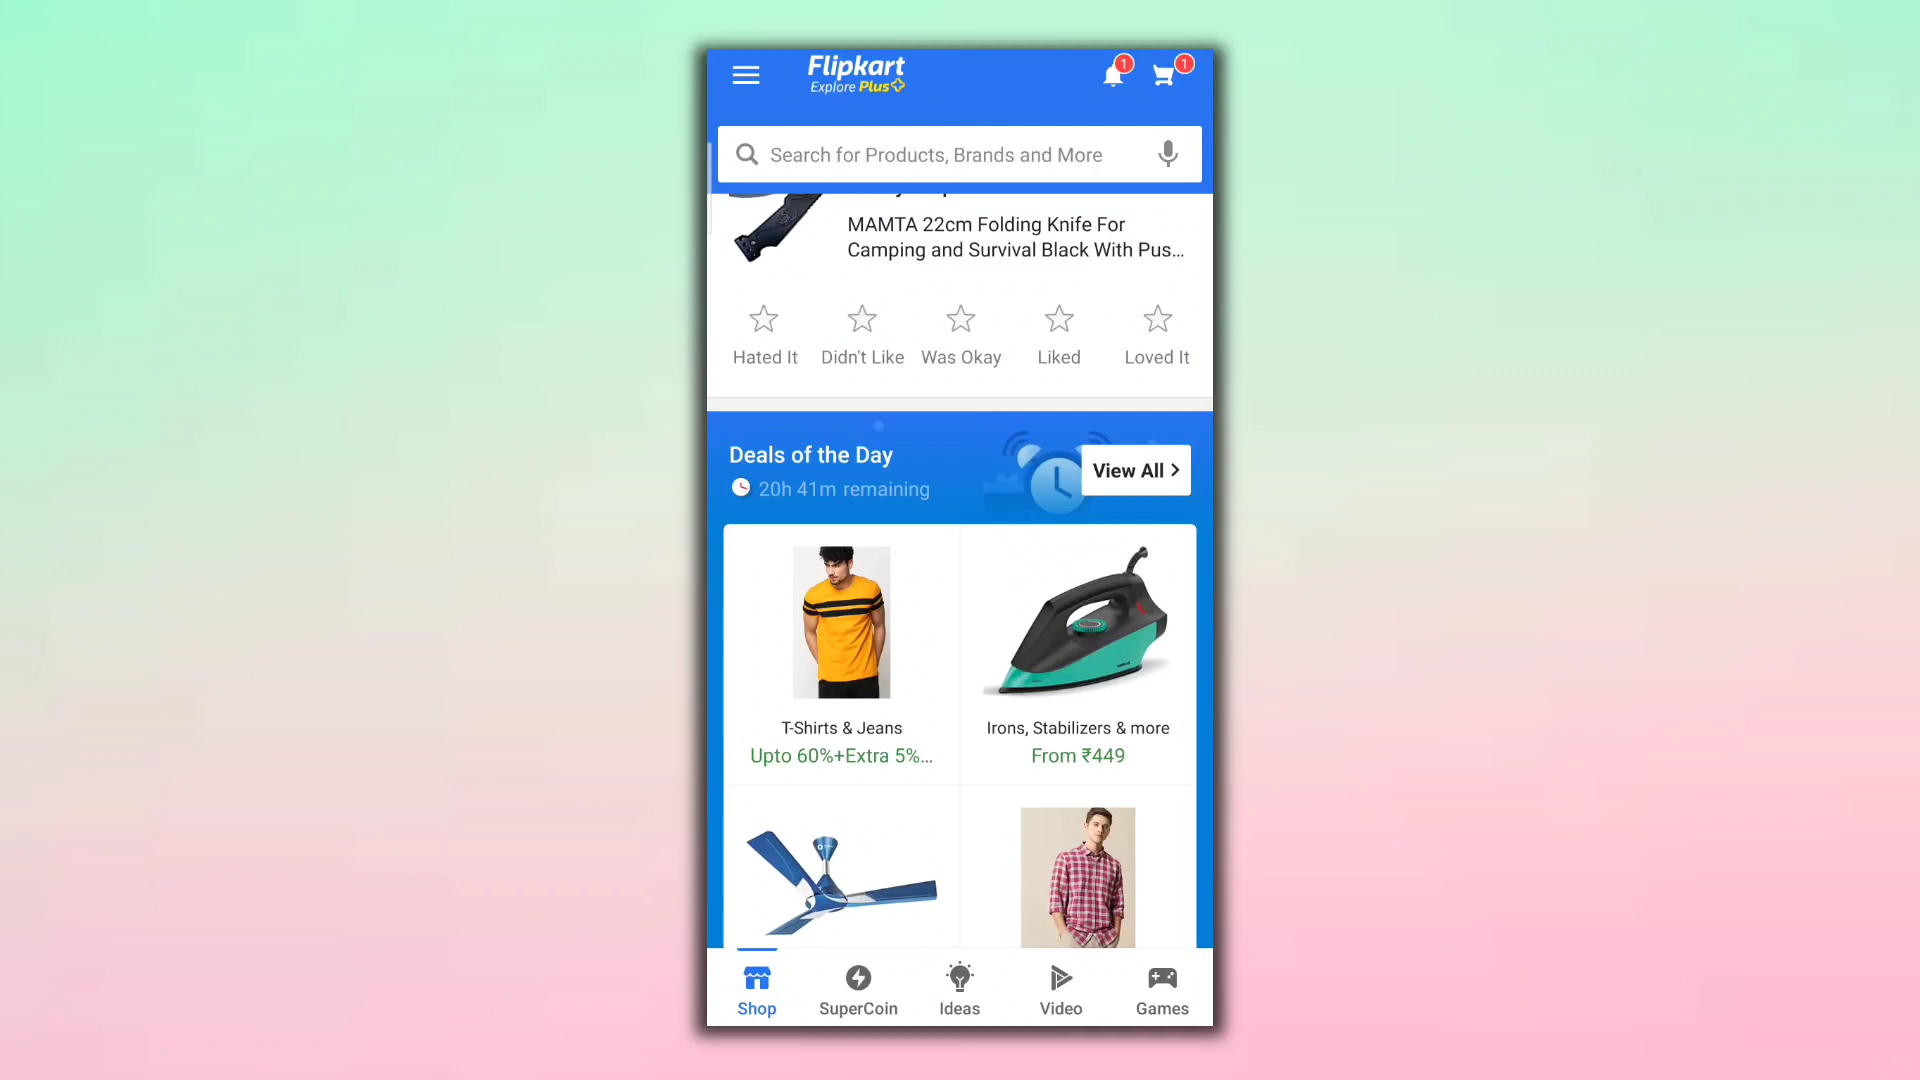 Flipkart
Explore Plus
1
1
Search for Products, Brands and More
MAMTA 22cm Folding Knife For
Camping and Survival Black With Pus...
Hated It
Didn't Like
Was Okay
Liked
Loved It
Deals of the Day
20h 41m remaining
View All
T-Shirts & Jeans
Upto 60%+Extra 5%...
Irons, Stabilizers & more
From ₹449
Shop
SuperCoin
Ideas
Video
Games